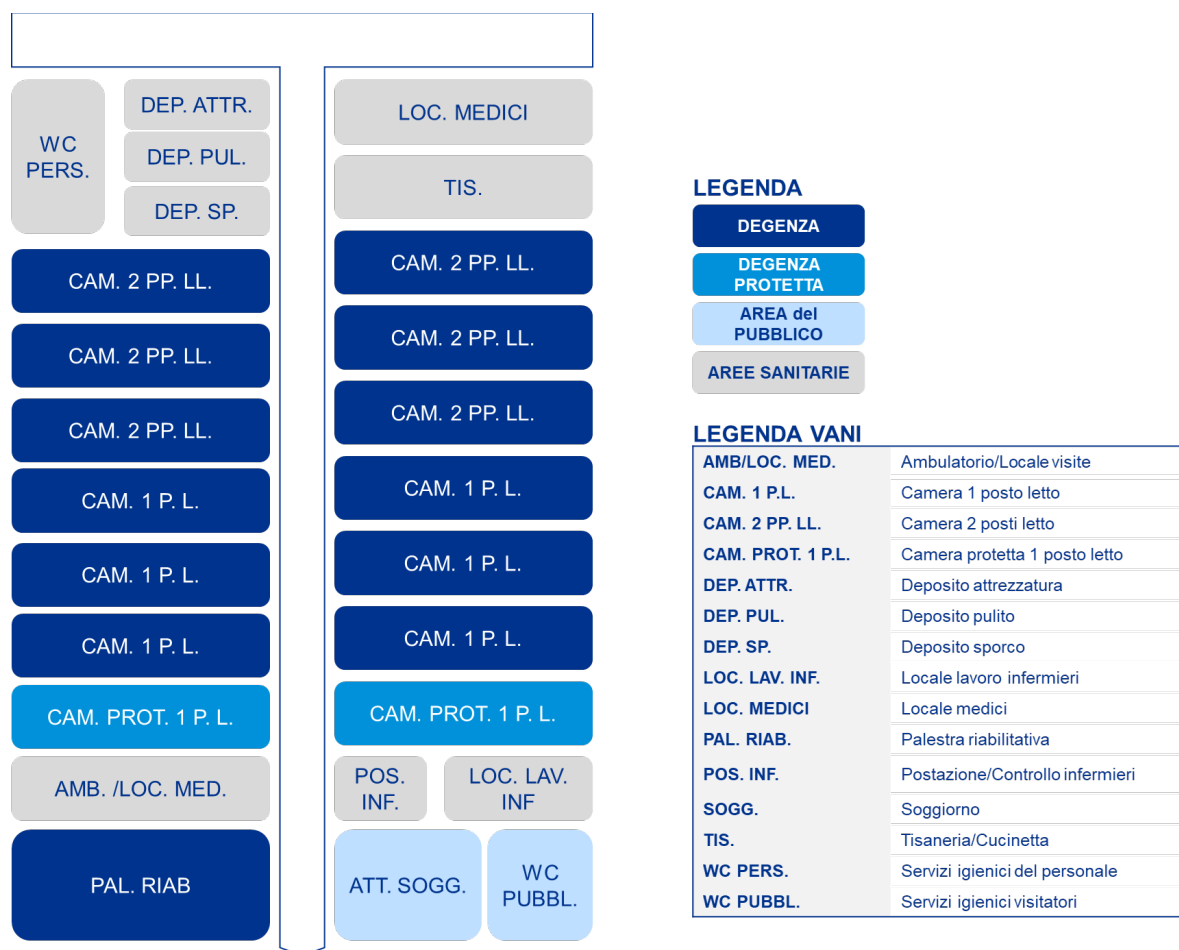 WC
PERS.
DEP. ATTR.
DEP. PUL.
DEP. SP.
CAM. 2 PP. LL.
CAM. 2 PP. LL.
CAM. 2 PP. LL.
CAM. 1 P. L.
CAM. 1 P. L.
CAM. 1 P. L.
CAM. PROT. 1 P. L.
AMB. /LOC. MED.
PAL. RIAB
LOC. MEDICI
TIS.
CAM. 2 PP. LL.
CAM. 2 PP. LL.
CAM. 2 PP. LL.
CAM. 1 P. L.
CAM. 1 P. L.
CAM. 1 P. L.
CAM. PROT. 1 P. L.
POS.
INF.
LOC. LAV.
INF
ATT. SOGG.
WC
PUBBL.
LEGENDA
DEGENZA
DEGENZA
PROTETTA
AREA del
PUBBLICO
AREE SANITARIE
LEGENDA VANI
AMB/LOC. MED. Ambulatorio/Locale visite
CAM. 1 P.L. Camera 1 posto letto
CAM. 2 PP. LL. Camera 2 posti letto
CAM. PROT. 1 P.L. Camera protetta 1 posto letto
DEP. ATTR. Deposito attrezzatura
DEP. PUL. Deposito pulito
DEP. SP. Deposito sporco
LOC. LAV. INF. Locale lavoro infermieri
LOC. MEDICI Locale medici
PAL. RIAB. Palestra riabilitativa
POS. INF. Postazione/Controllo infermieri
SOGG. Soggiorno
TIS. Tisaneria/Cucinetta
WC PERS. Servizi igienici del personale
WC PUBBL. Servizi igienici visitatori